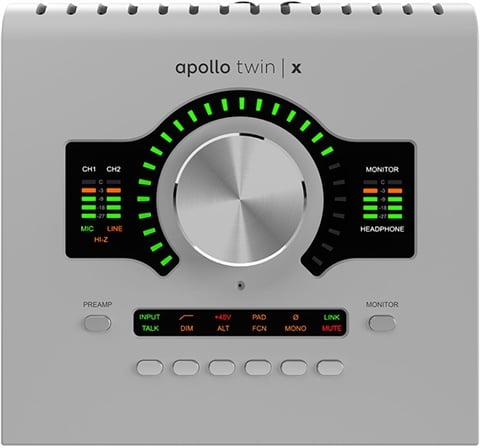 apollo twin | x
CH1 CH2
C
-3
-9
-18
-27
MIC LINE
HI-Z
MONITOR
C
-3
-9
-18
-27
HEADPHONE
PREAMP
MONITOR
INPUT +48V PAD Ø LINK
TALK DIM ALT FCN MONO MUTE